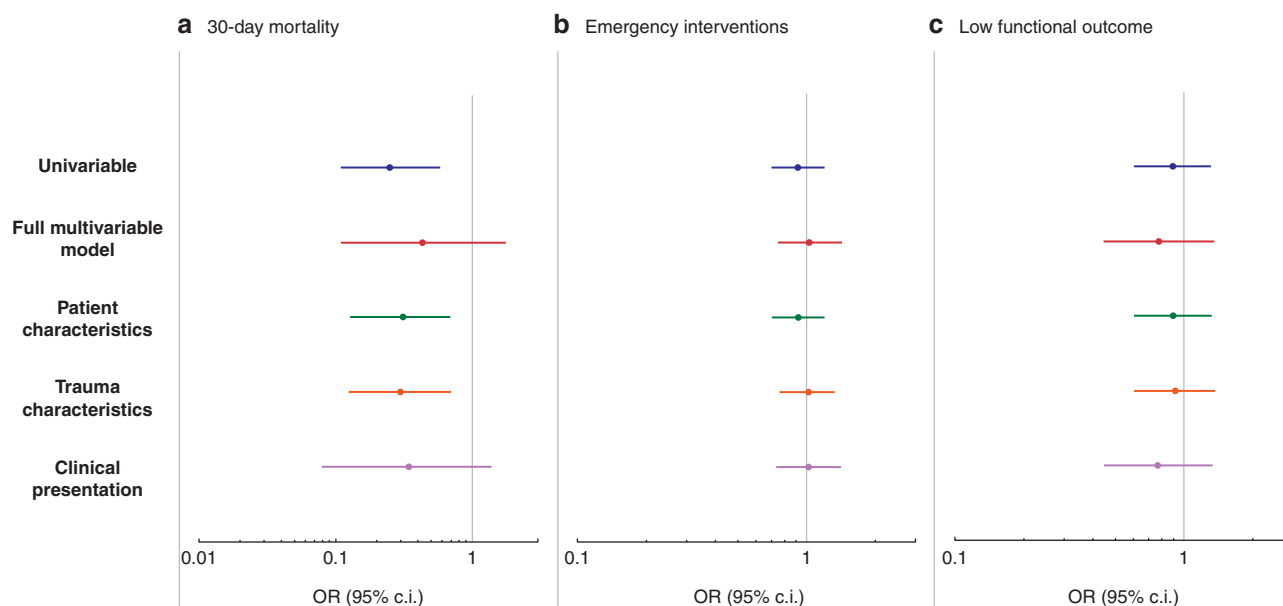 a 30-day mortality
b Emergency interventions
c Low functional outcome
Univariable
Full multivariable
model
Patient
characteristics
Trauma
characteristics
Clinical
presentation
0.01 0.1 1
0.1 1
0.1 1
OR (95% c.i.)
OR (95% c.i.)
OR (95% c.i.)